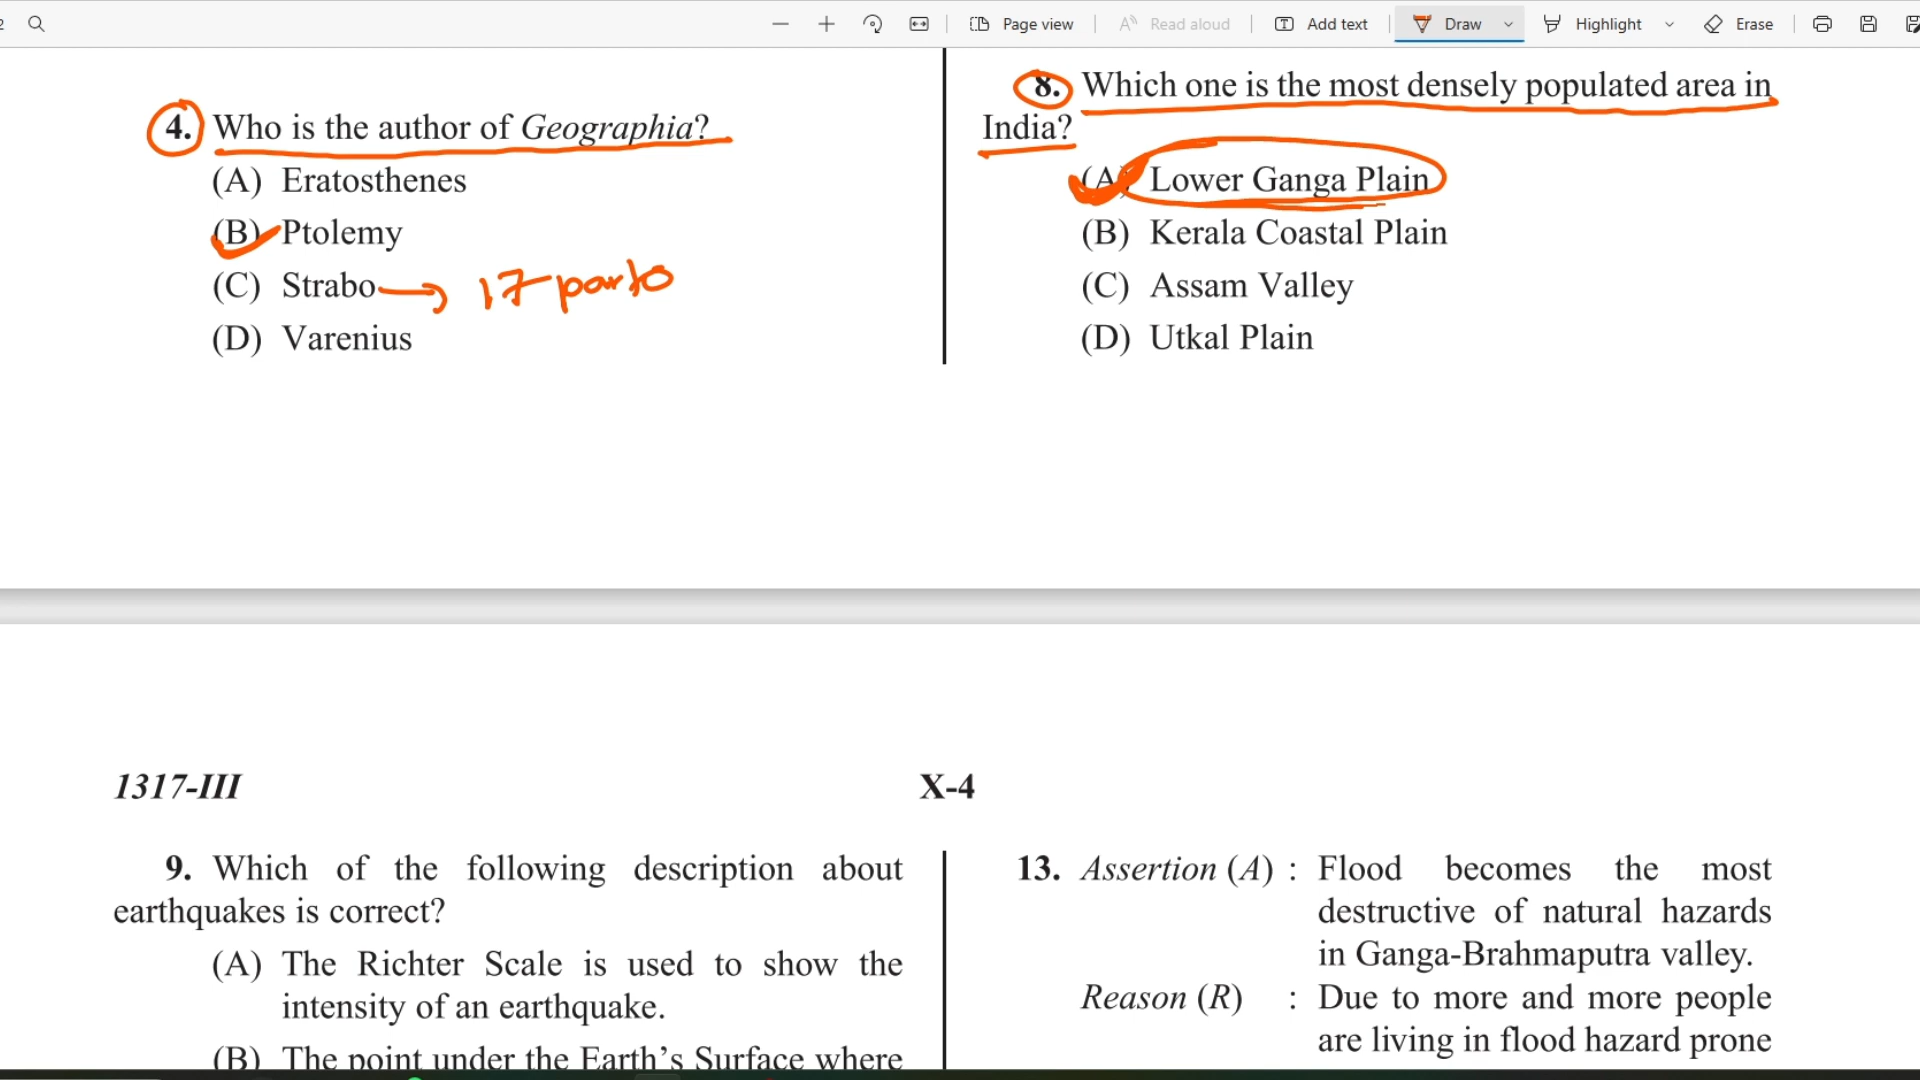 2
Page view
Read aloud
Add text
Draw
Highlight
Erase
4. Who is the author of Geographia?
(A) Eratosthenes
(B) Ptolemy
(C) Strabo → 17 parts
(D) Varenius
8. Which one is the most densely populated area in
India?
(A) Lower Ganga Plain
(B) Kerala Coastal Plain
(C) Assam Valley
(D) Utkal Plain
1317-III
X-4
9. Which of the following description about
earthquakes is correct?
(A) The Richter Scale is used to show the
intensity of an earthquake.
(B) The point under the Earth's Surface where
13. Assertion (A) : Flood becomes the most
destructive of natural hazards
in Ganga-Brahmaputra valley.
Reason (R) : Due to more and more people
are living in flood hazard prone